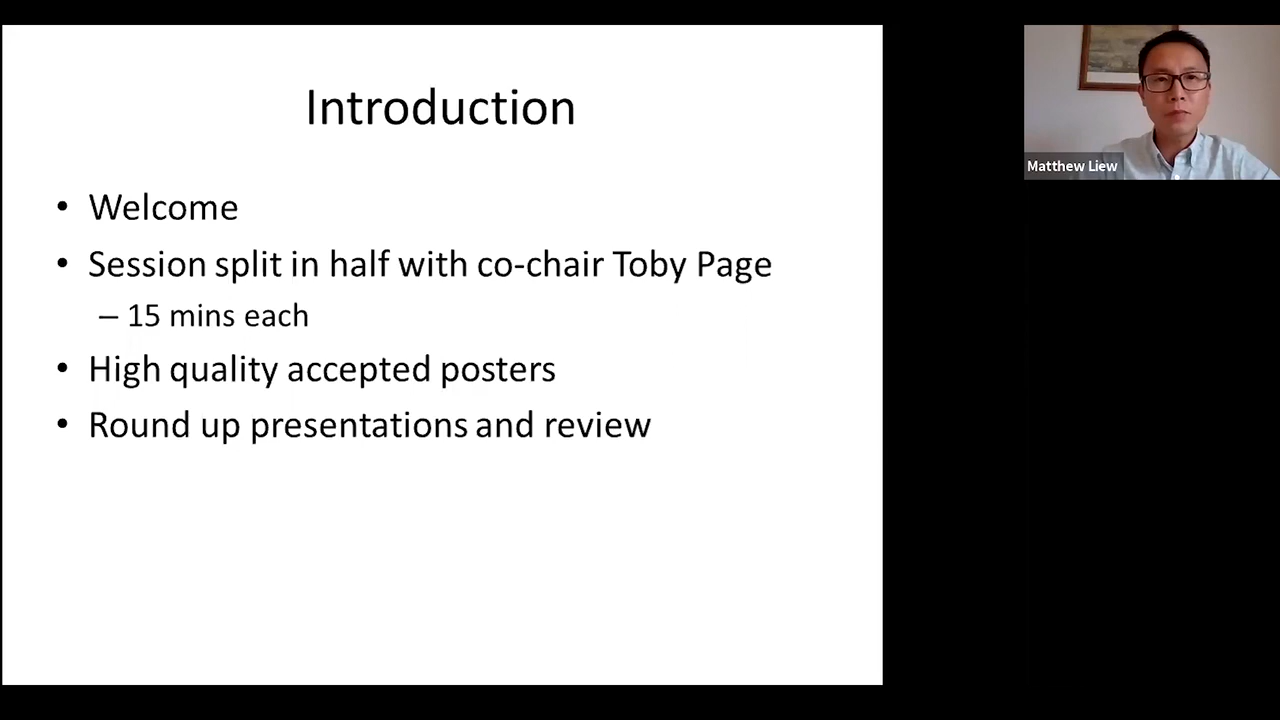 Introduction
• Welcome
• Session split in half with co-chair Toby Page
– 15 mins each
• High quality accepted posters
• Round up presentations and review
Matthew Liew